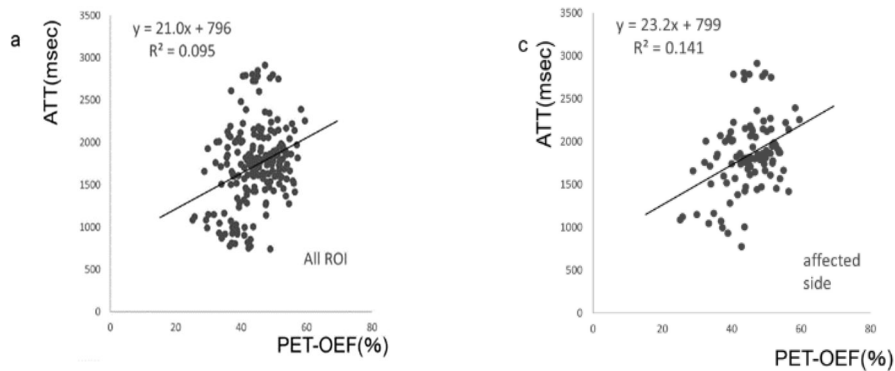 a
y = 21.0x + 796
R² = 0.095
ATT(msec)
3500
3000
2500
2000
1500
1000
500
0
0 20 40 60 80
All ROI
PET-OEF(%)
c
y = 23.2x + 799
R² = 0.141
ATT(msec)
3500
3000
2500
2000
1500
1000
500
0
0 20 40 60 80
affected
side
PET-OEF(%)